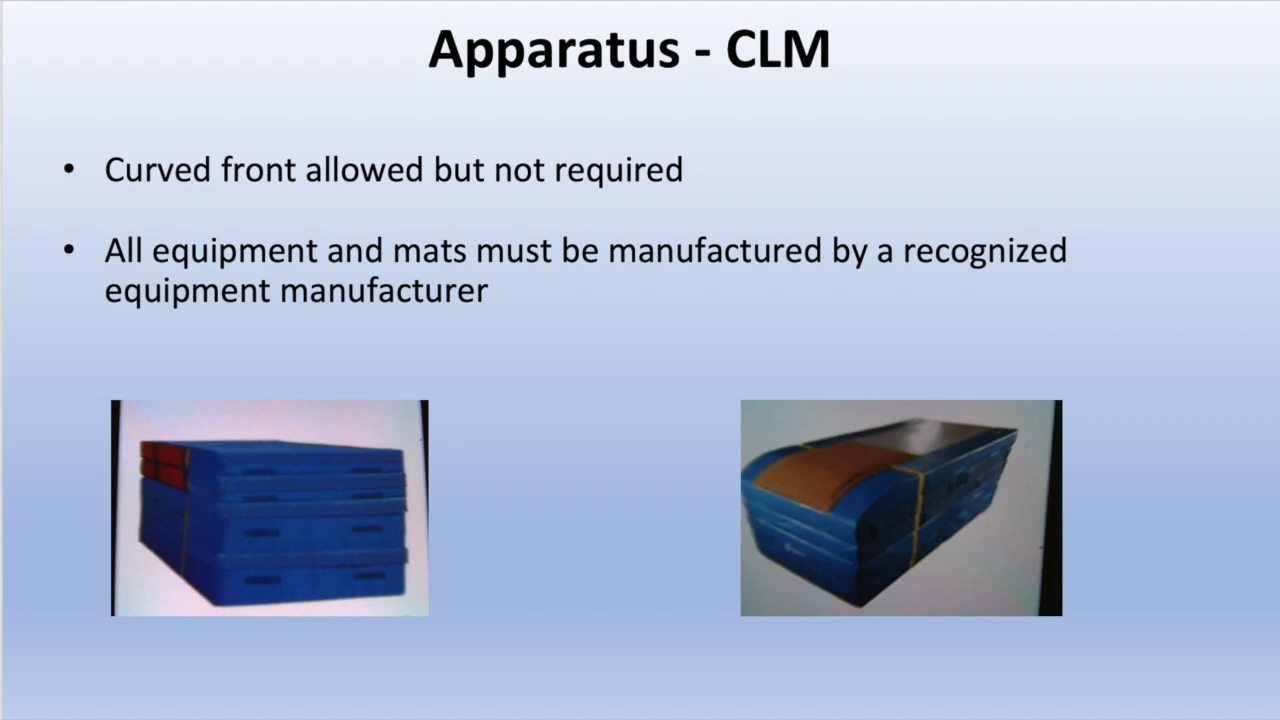 Apparatus - CLM
• Curved front allowed but not required
• All equipment and mats must be manufactured by a recognized
equipment manufacturer